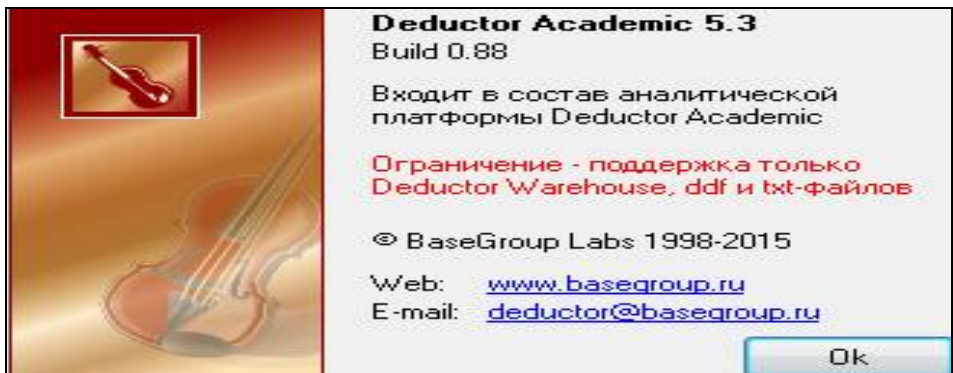 Deductor Academic 5.3
Build 0.88
Входит в состав аналитической
платформы Deductor Academic
Ограничение - поддержка только
Deductor Warehouse, ddf и txt-файлов
© BaseGroup Labs 1998-2015
Web: www.basegroup.ru
E-mail: deductor@basegroup.ru
Ok